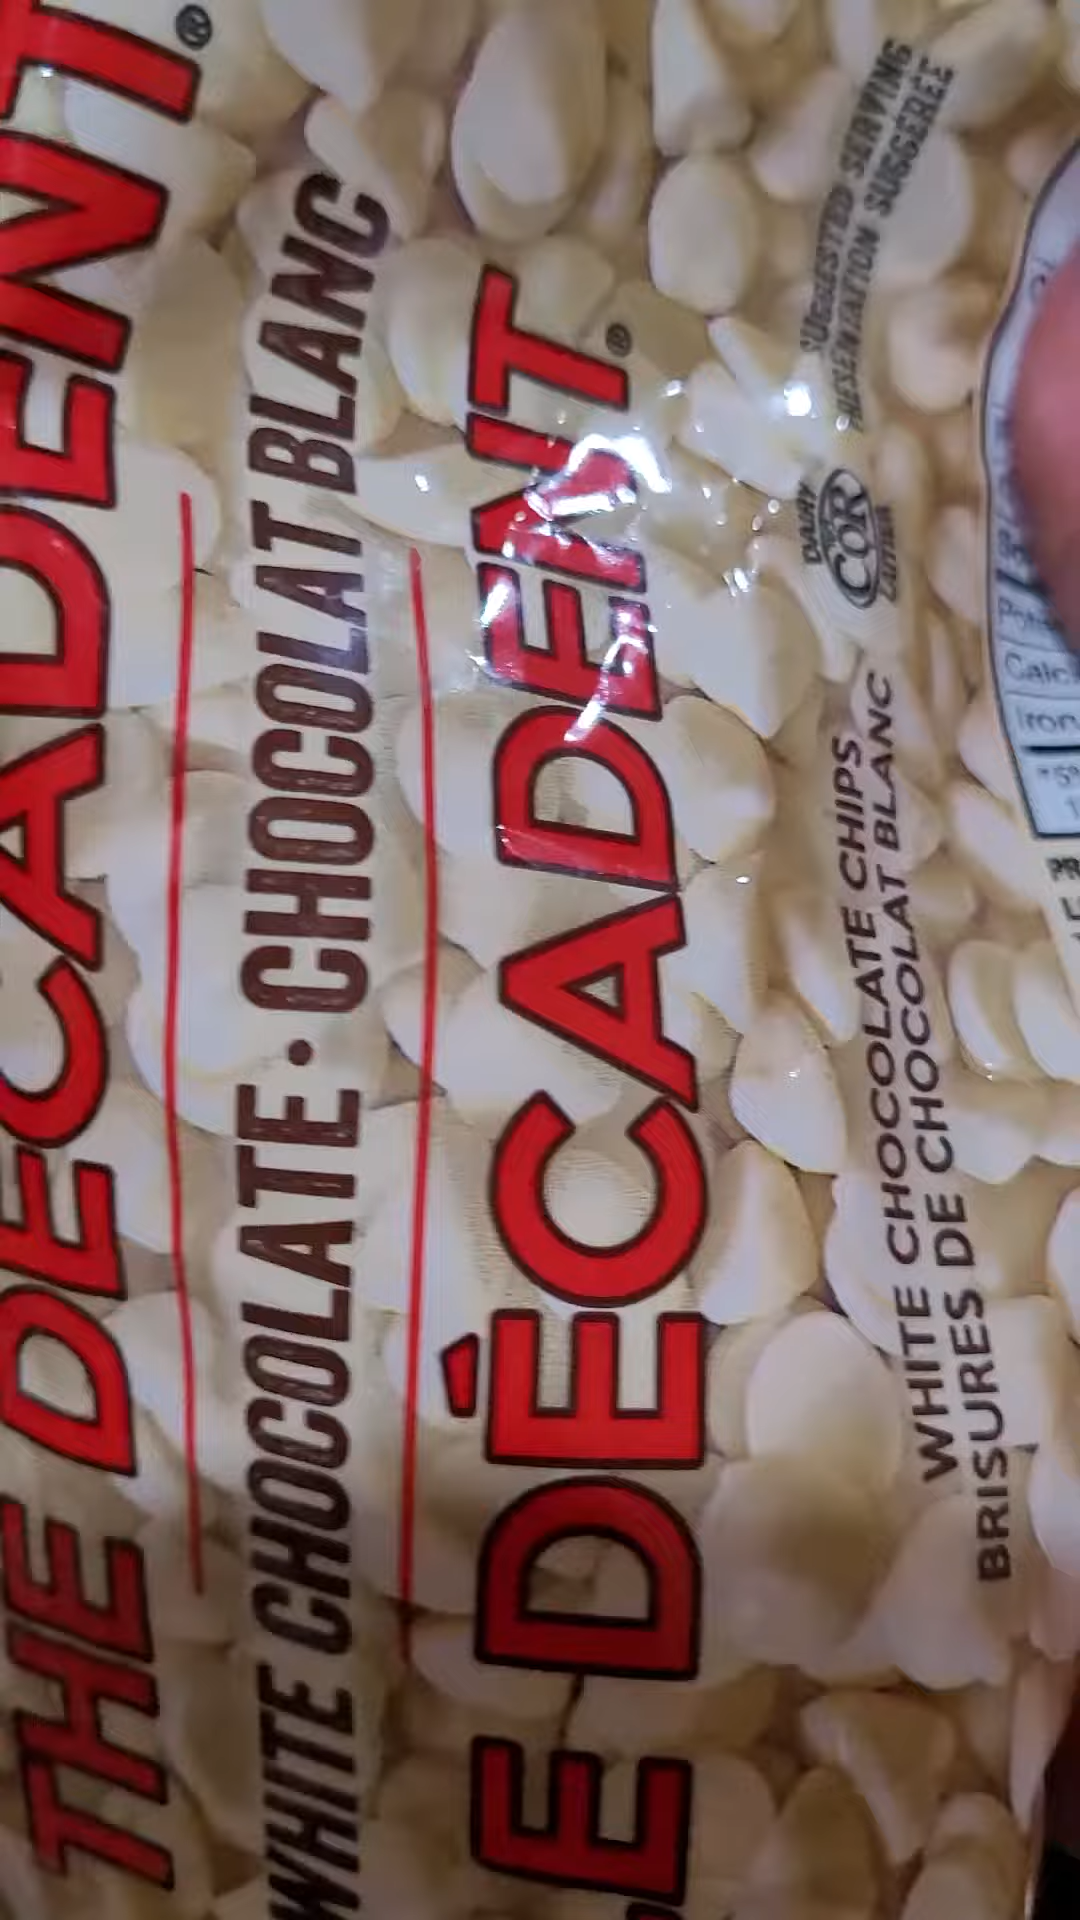 THE DECADENT®
WHITE CHOCOLATE • CHOCOLAT BLANC
LE DÉCADENT®
WHITE CHOCOLATE CHIPS
BRISURES DE CHOCOLAT BLANC
DAIRY
COR
LAITIER
SUGGESTED SERVING
PRÉSENTATION SUGGÉRÉE
Iron